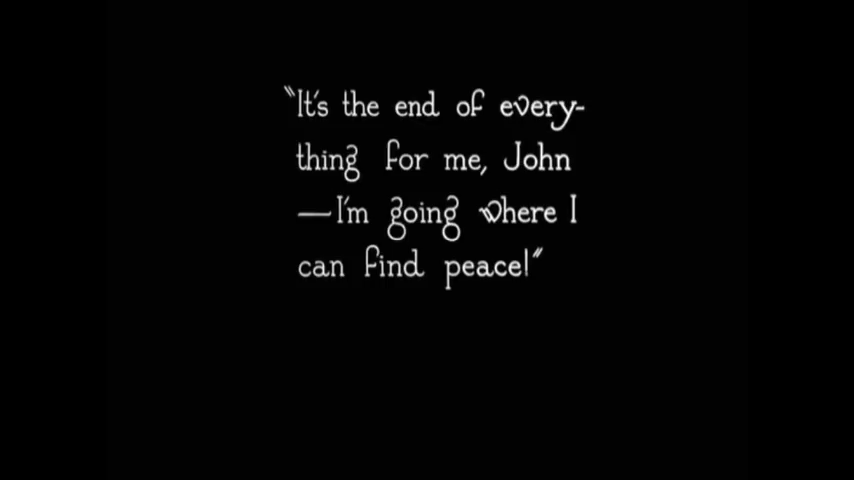 "It's the end of every-
thing for me, John
—I'm going where I
can find peace!"